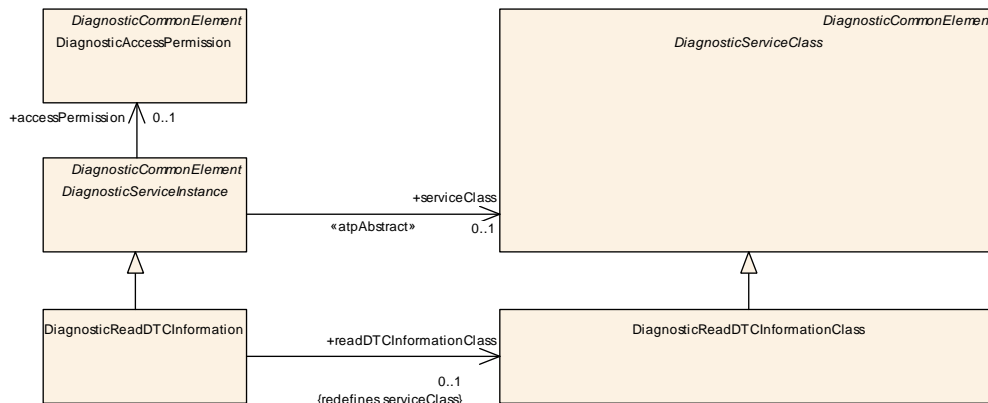 DiagnosticCommonElement
DiagnosticAccessPermission
DiagnosticCommonElement
DiagnosticServiceClass
+accessPermission
0..1
DiagnosticCommonElement
DiagnosticServiceInstance
+serviceClass
«atpAbstract»
0..1
DiagnosticReadDTCInformation
DiagnosticReadDTCInformationClass
+readDTCInformationClass
0..1
{redefines serviceClass}